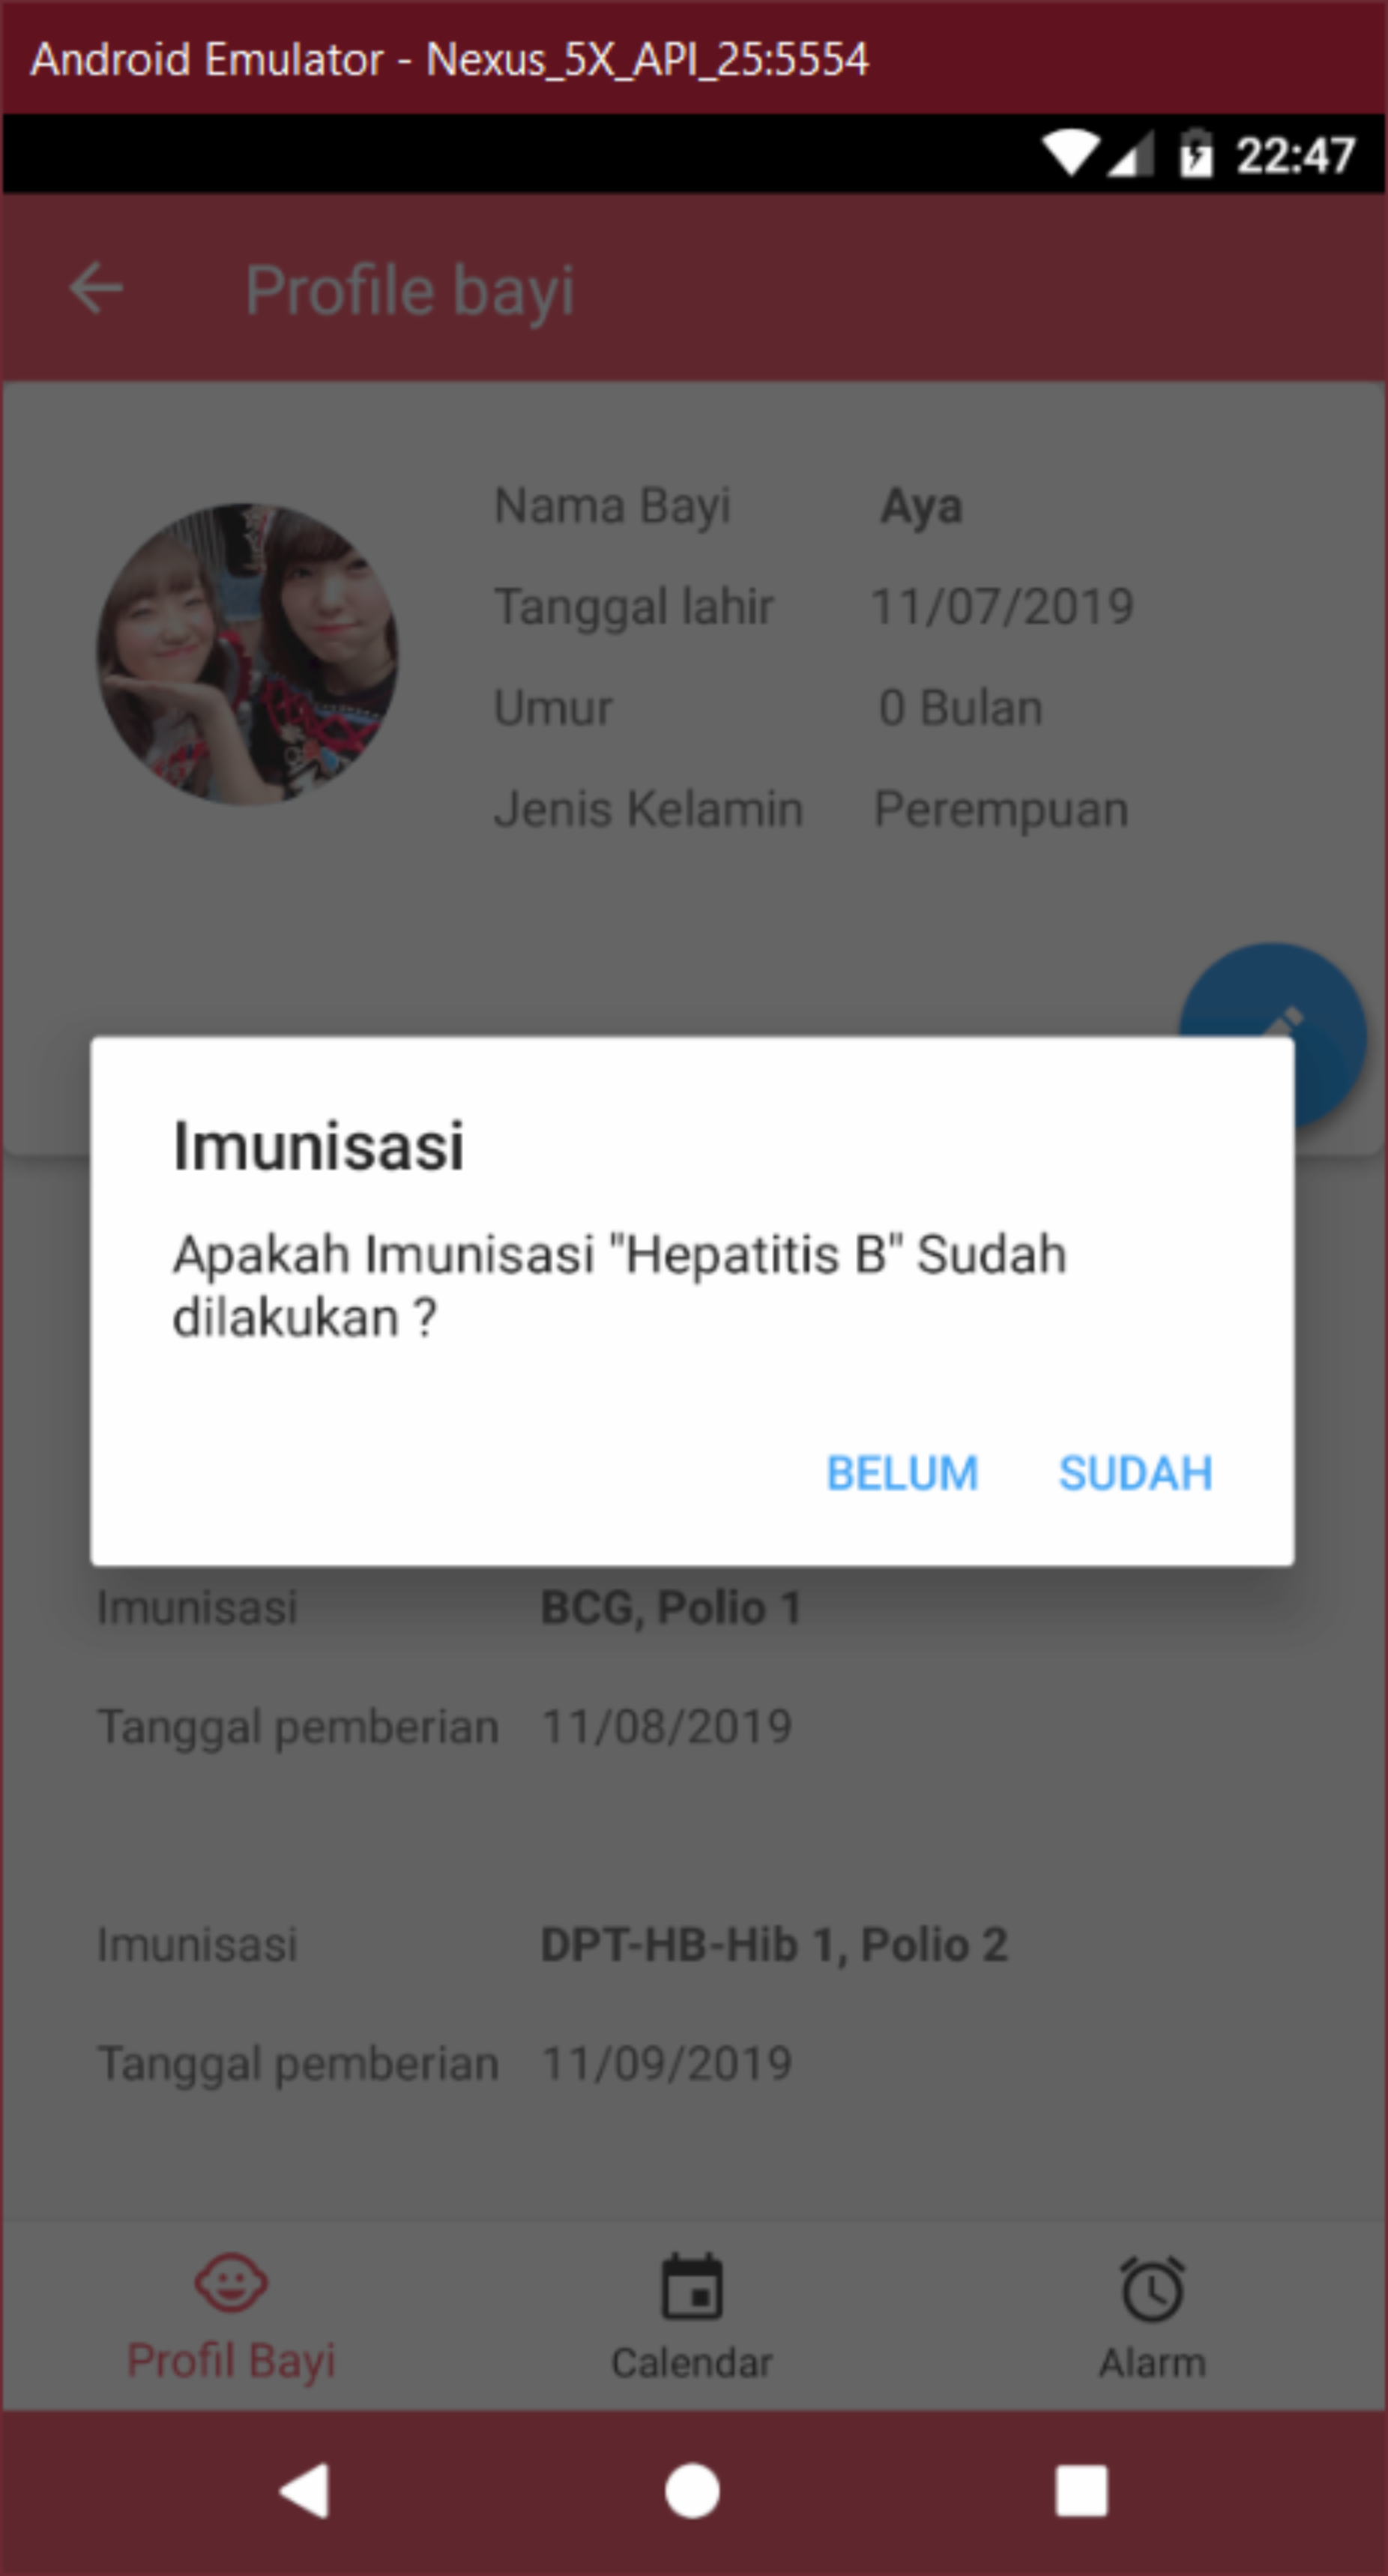 Android Emulator - Nexus_5X_API_25:5554
22:47
Profile bayi
Nama Bayi Aya
Tanggal lahir 11/07/2019
Umur 0 Bulan
Jenis Kelamin Perempuan
Imunisasi
Apakah Imunisasi "Hepatitis B" Sudah
dilakukan ?
BELUM SUDAH
Imunisasi BCG, Polio 1
Tanggal pemberian 11/08/2019
Imunisasi DPT-HB-Hib 1, Polio 2
Tanggal pemberian 11/09/2019
Profil Bayi Calendar Alarm